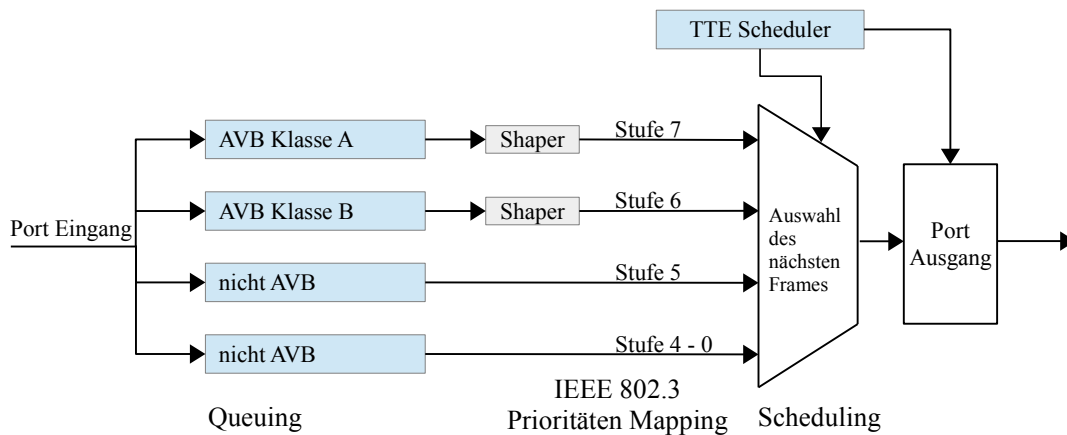 TTE Scheduler
AVB Klasse A
Shaper
Stufe 7
AVB Klasse B
Shaper
Stufe 6
Port Eingang
Auswahl
des
nächsten
Frames
Port
Ausgang
nicht AVB
Stufe 5
nicht AVB
Stufe 4 - 0
Queuing
IEEE 802.3
Prioritäten Mapping
Scheduling